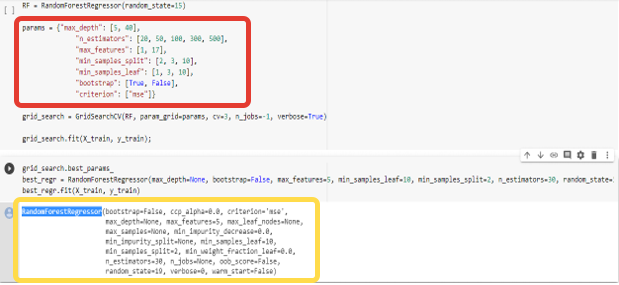 [ ]
RF = RandomForestRegressor(random_state=15)
params = {"max_depth": [5, 40],
"n_estimators": [20, 50, 100, 300, 500],
"max_features": [1, 17],
"min_samples_split": [2, 3, 10],
"min_samples_leaf": [1, 3, 10],
"bootstrap": [True, False],
"criterion": ["mse"]}
grid_search = GridSearchCV(RF, param_grid=params, cv=3, n_jobs=-1, verbose=True)
grid_search.fit(X_train, y_train);
grid_search.best_params_
best_regr = RandomForestRegressor(max_depth=None, bootstrap=False, max_features=5, min_samples_leaf=10, min_samples_split=2, n_estimators=30, random_state=
best_regr.fit(X_train, y_train)
RandomForestRegressor(bootstrap=False, ccp_alpha=0.0, criterion='mse',
max_depth=None, max_features=5, max_leaf_nodes=None,
max_samples=None, min_impurity_decrease=0.0,
min_impurity_split=None, min_samples_leaf=10,
min_samples_split=2, min_weight_fraction_leaf=0.0,
n_estimators=30, n_jobs=None, oob_score=False,
random_state=19, verbose=0, warm_start=False)